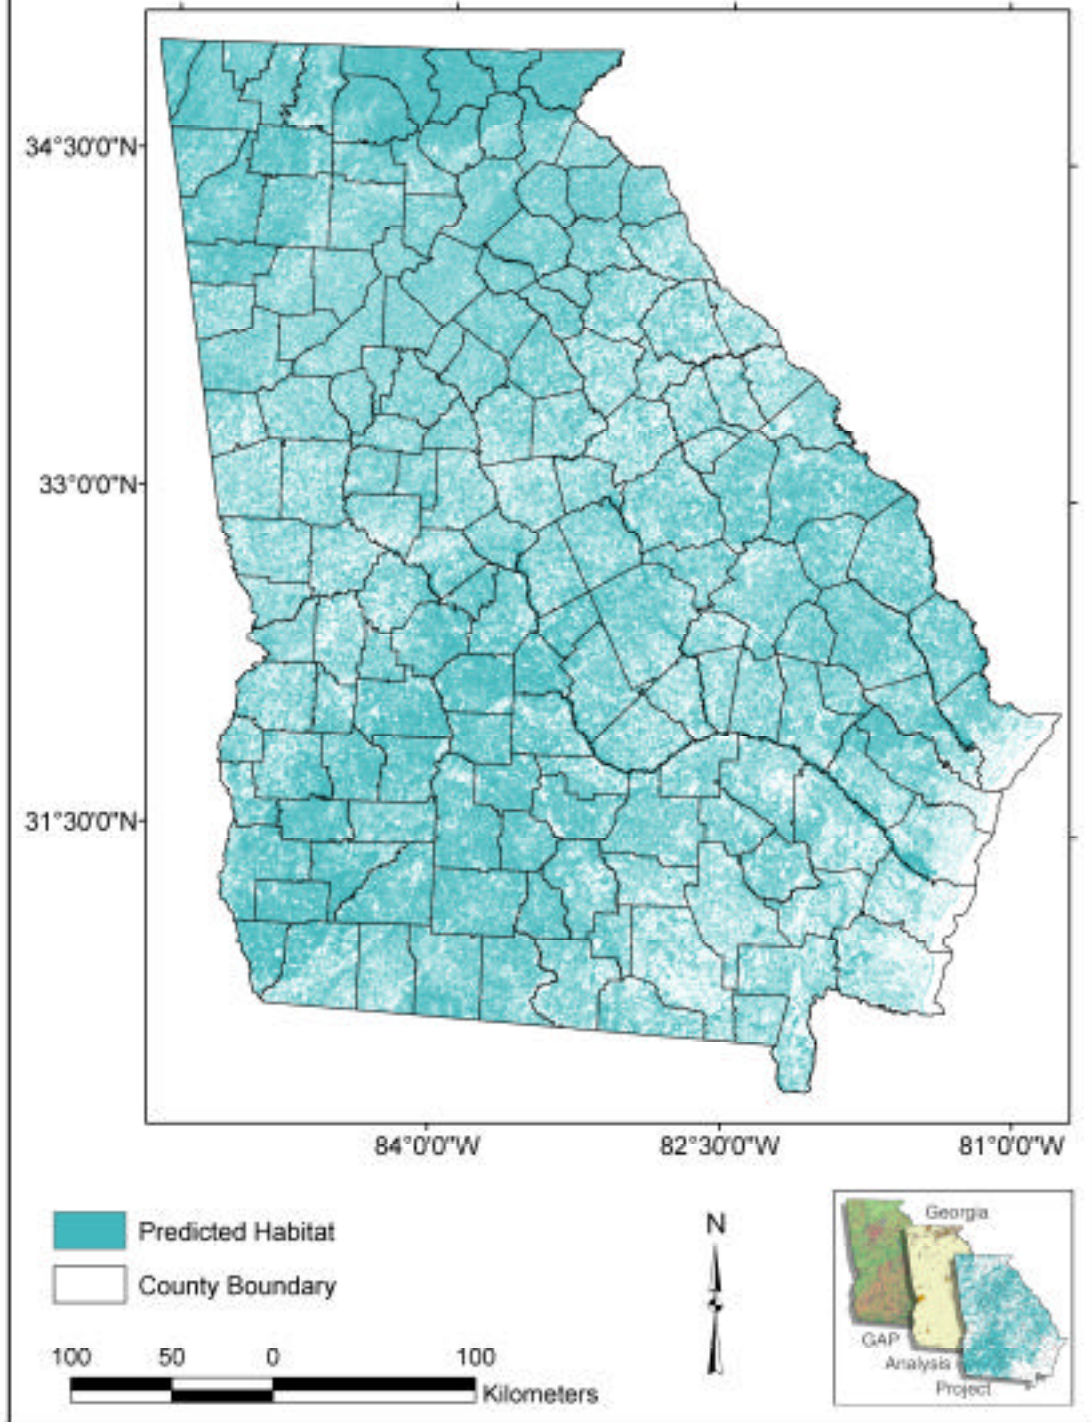 34°30'0"N
33°0'0"N
31°30'0"N
84°0'0"W 82°30'0"W 81°0'0"W
Predicted Habitat
County Boundary
100 50 0 100
Kilometers
N
Georgia
GAP
Analysis
Project